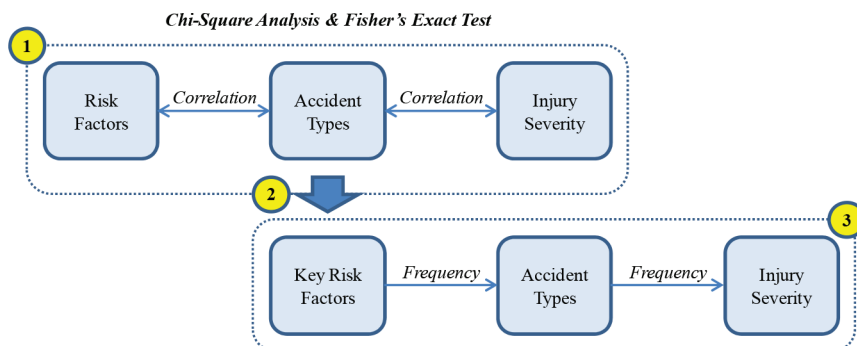 Chi-Square Analysis & Fisher's Exact Test
1
Risk
Factors
Correlation
Accident
Types
Correlation
Injury
Severity
2
3
Key Risk
Factors
Frequency
Accident
Types
Frequency
Injury
Severity